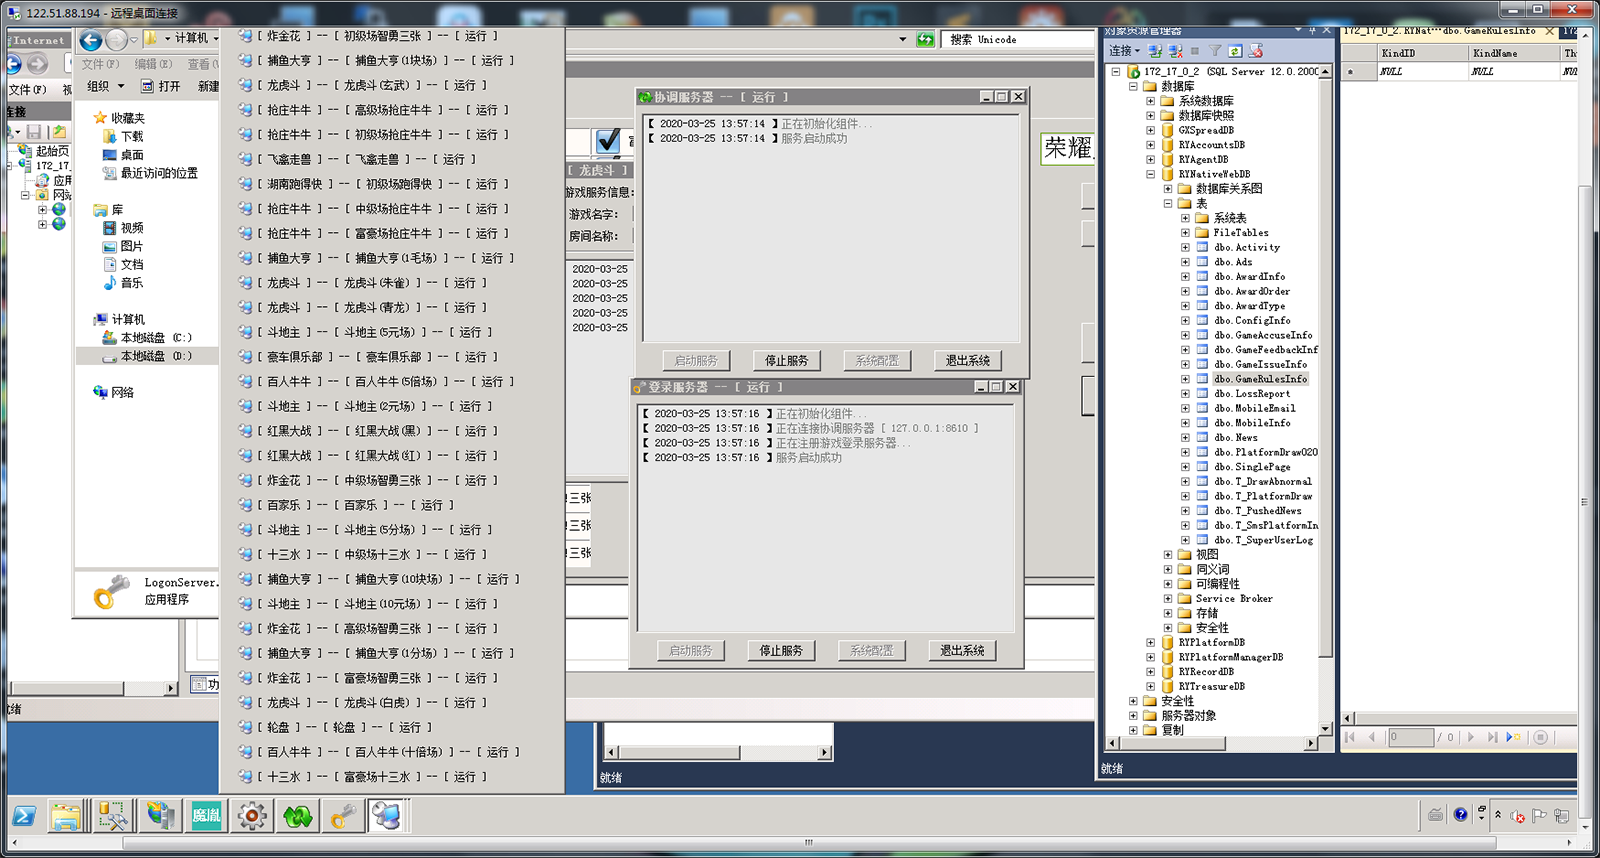 122.51.88.194 - 远程桌面连接
Internet
文件(F)
连接
起始页
172_17
应用
网站
就绪
计算机
文件(F)
编辑(E)
查看(
组织
打开
新建
收藏夹
下载
桌面
最近访问的位置
库
视频
图片
文档
音乐
计算机
本地磁盘 (C:)
本地磁盘 (D:)
网络
LogonServer.
应用程序
[ 炸金花 ] -- [ 初级场智勇三张 ] -- [ 运行 ]
[ 捕鱼大亨 ] -- [ 捕鱼大亨(1块场) ] -- [ 运行 ]
[ 龙虎斗 ] -- [ 龙虎斗(玄武) ] -- [ 运行 ]
[ 抢庄牛牛 ] -- [ 高级场抢庄牛牛 ] -- [ 运行 ]
[ 抢庄牛牛 ] -- [ 初级场抢庄牛牛 ] -- [ 运行 ]
[ 飞禽走兽 ] -- [ 飞禽走兽 ] -- [ 运行 ]
[ 湖南跑得快 ] -- [ 初级场跑得快 ] -- [ 运行 ]
[ 抢庄牛牛 ] -- [ 中级场抢庄牛牛 ] -- [ 运行 ]
[ 抢庄牛牛 ] -- [ 富豪场抢庄牛牛 ] -- [ 运行 ]
[ 捕鱼大亨 ] -- [ 捕鱼大亨(1毛场) ] -- [ 运行 ]
[ 龙虎斗 ] -- [ 龙虎斗(朱雀) ] -- [ 运行 ]
[ 龙虎斗 ] -- [ 龙虎斗(青龙) ] -- [ 运行 ]
[ 斗地主 ] -- [ 斗地主(5元场) ] -- [ 运行 ]
[ 豪车俱乐部 ] -- [ 豪车俱乐部 ] -- [ 运行 ]
[ 百人牛牛 ] -- [ 百人牛牛(5倍场) ] -- [ 运行 ]
[ 斗地主 ] -- [ 斗地主(2元场) ] -- [ 运行 ]
[ 红黑大战 ] -- [ 红黑大战(黑) ] -- [ 运行 ]
[ 红黑大战 ] -- [ 红黑大战(红) ] -- [ 运行 ]
[ 炸金花 ] -- [ 中级场智勇三张 ] -- [ 运行 ]
[ 百家乐 ] -- [ 百家乐 ] -- [ 运行 ]
[ 斗地主 ] -- [ 斗地主(5分场) ] -- [ 运行 ]
[ 十三水 ] -- [ 中级场十三水 ] -- [ 运行 ]
[ 捕鱼大亨 ] -- [ 捕鱼大亨(10块场) ] -- [ 运行 ]
[ 斗地主 ] -- [ 斗地主(10元场) ] -- [ 运行 ]
[ 炸金花 ] -- [ 高级场智勇三张 ] -- [ 运行 ]
[ 捕鱼大亨 ] -- [ 捕鱼大亨(1分场) ] -- [ 运行 ]
[ 炸金花 ] -- [ 富豪场智勇三张 ] -- [ 运行 ]
[ 龙虎斗 ] -- [ 龙虎斗(白虎) ] -- [ 运行 ]
[ 轮盘 ] -- [ 轮盘 ] -- [ 运行 ]
[ 百人牛牛 ] -- [ 百人牛牛(十倍场) ] -- [ 运行 ]
[ 十三水 ] -- [ 富豪场十三水 ] -- [ 运行 ]
搜索 Unicode
荣耀
[ 龙虎斗 ]
游戏服务信息:
游戏名字:
房间名称:
2020-03-25
2020-03-25
2020-03-25
2020-03-25
2020-03-25
三张
三张
三张
就绪
协调服务器 -- [ 运行 ]
【 2020-03-25 13:57:14 】正在初始化组件...
【 2020-03-25 13:57:14 】服务启动成功
启动服务
停止服务
系统配置
退出系统
登录服务器 -- [ 运行 ]
【 2020-03-25 13:57:16 】正在初始化组件...
【 2020-03-25 13:57:16 】正在连接协调服务器 [ 127.0.0.1:8610 ]
【 2020-03-25 13:57:16 】正在注册游戏登录服务器...
【 2020-03-25 13:57:16 】服务启动成功
启动服务
停止服务
系统配置
退出系统
对象资源管理器
连接
172_17_0_2 (SQL Server 12.0.2000
数据库
系统数据库
数据库快照
GXSpreadDB
RYAccountsDB
RYAgentDB
RYNativeWebDB
数据库关系图
表
系统表
FileTables
dbo.Activity
dbo.Ads
dbo.AwardInfo
dbo.AwardOrder
dbo.AwardType
dbo.ConfigInfo
dbo.GameAccuseInfo
dbo.GameFeedbackInf
dbo.GameIssueInfo
dbo.GameRulesInfo
dbo.LossReport
dbo.MobileEmail
dbo.MobileInfo
dbo.News
dbo.PlatformDrawO2O
dbo.SinglePage
dbo.T_DrawAbnormal
dbo.T_PlatformDraw
dbo.T_PushedNews
dbo.T_SmsPlatformIn
dbo.T_SuperUserLog
视图
同义词
可编程性
Service Broker
存储
安全性
RYPlatformDB
RYPlatformManagerDB
RYRecordDB
RYTreasureDB
安全性
服务器对象
复制
就绪
172_17_0_2.RYNat···dbo.GameRulesInfo
172
KindID
KindName
Th
NULL
NULL
NUL
0
/ 0
魔胤